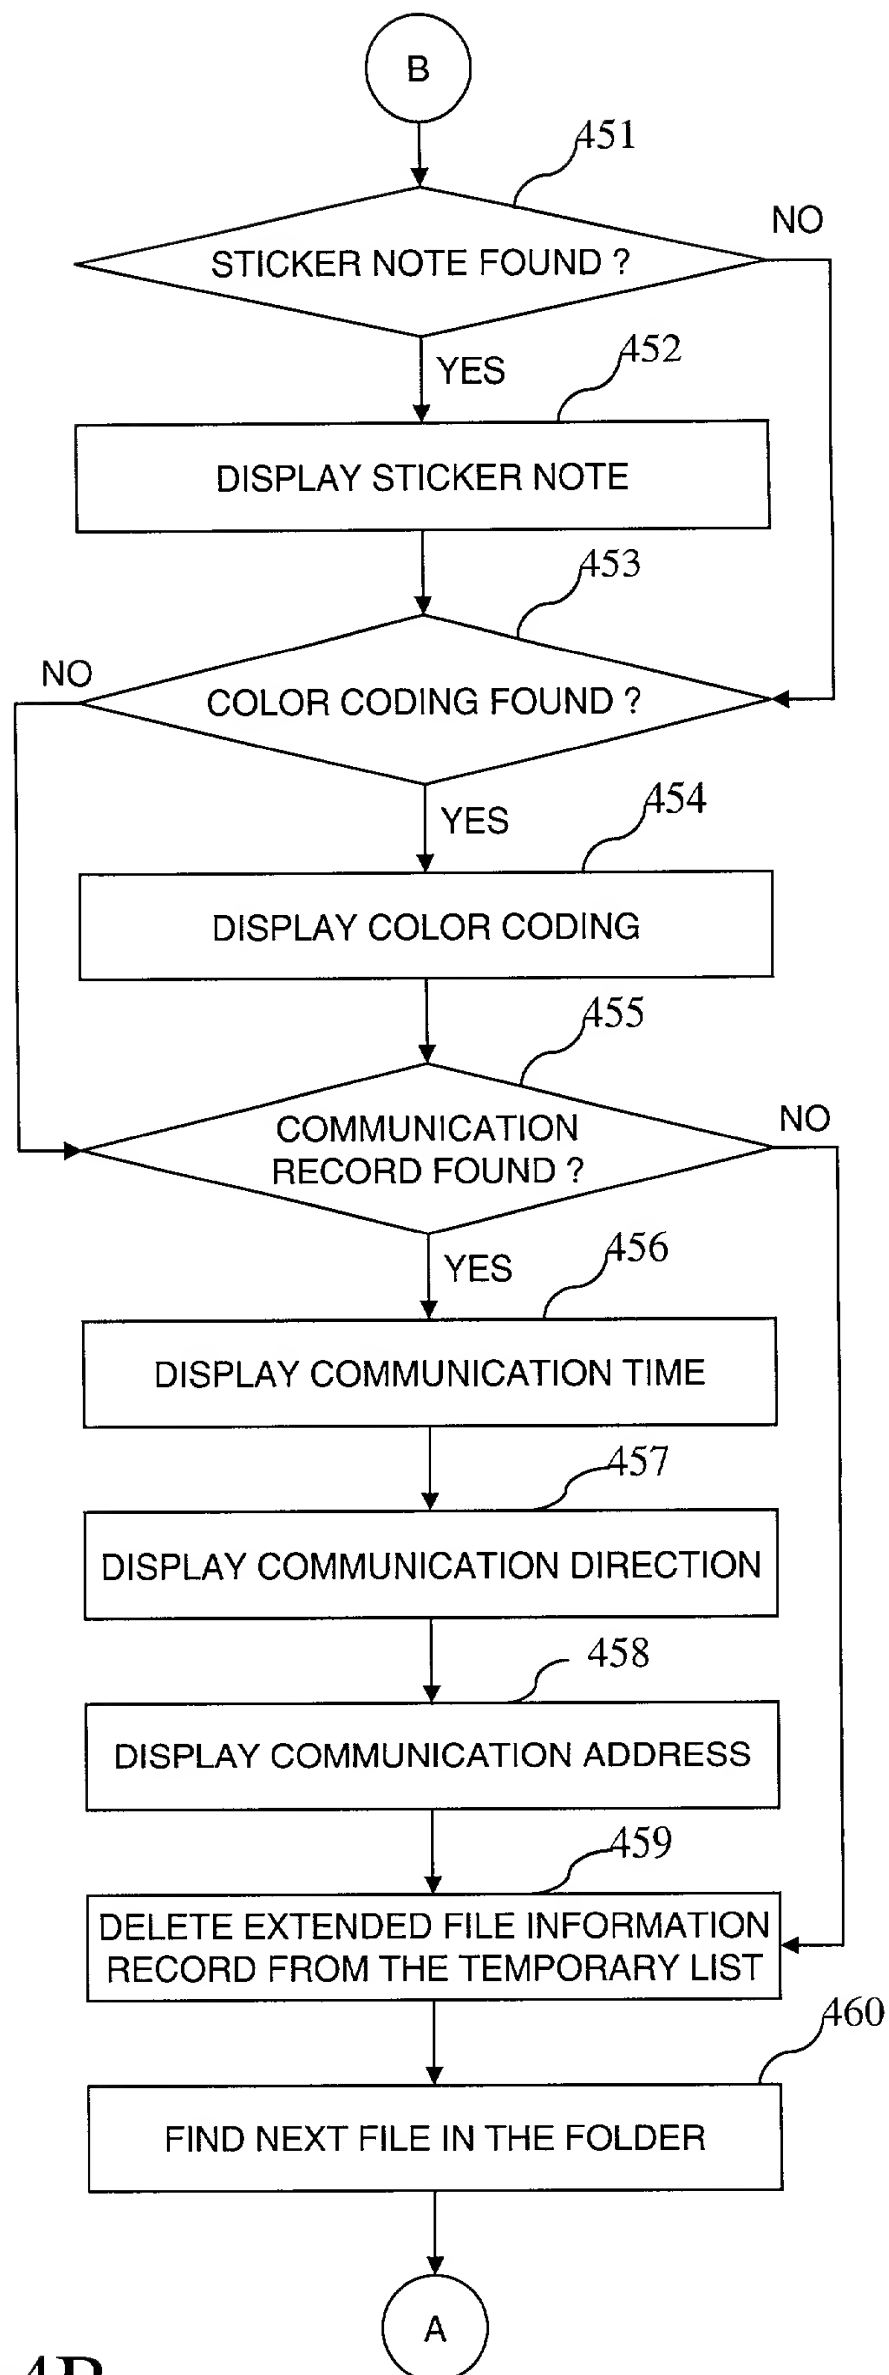 B
451
STICKER NOTE FOUND ?
NO
YES
452
DISPLAY STICKER NOTE
453
NO
COLOR CODING FOUND ?
YES
454
DISPLAY COLOR CODING
455
COMMUNICATION
RECORD FOUND ?
NO
YES
456
DISPLAY COMMUNICATION TIME
457
DISPLAY COMMUNICATION DIRECTION
458
DISPLAY COMMUNICATION ADDRESS
459
DELETE EXTENDED FILE INFORMATION
RECORD FROM THE TEMPORARY LIST
460
FIND NEXT FILE IN THE FOLDER
A